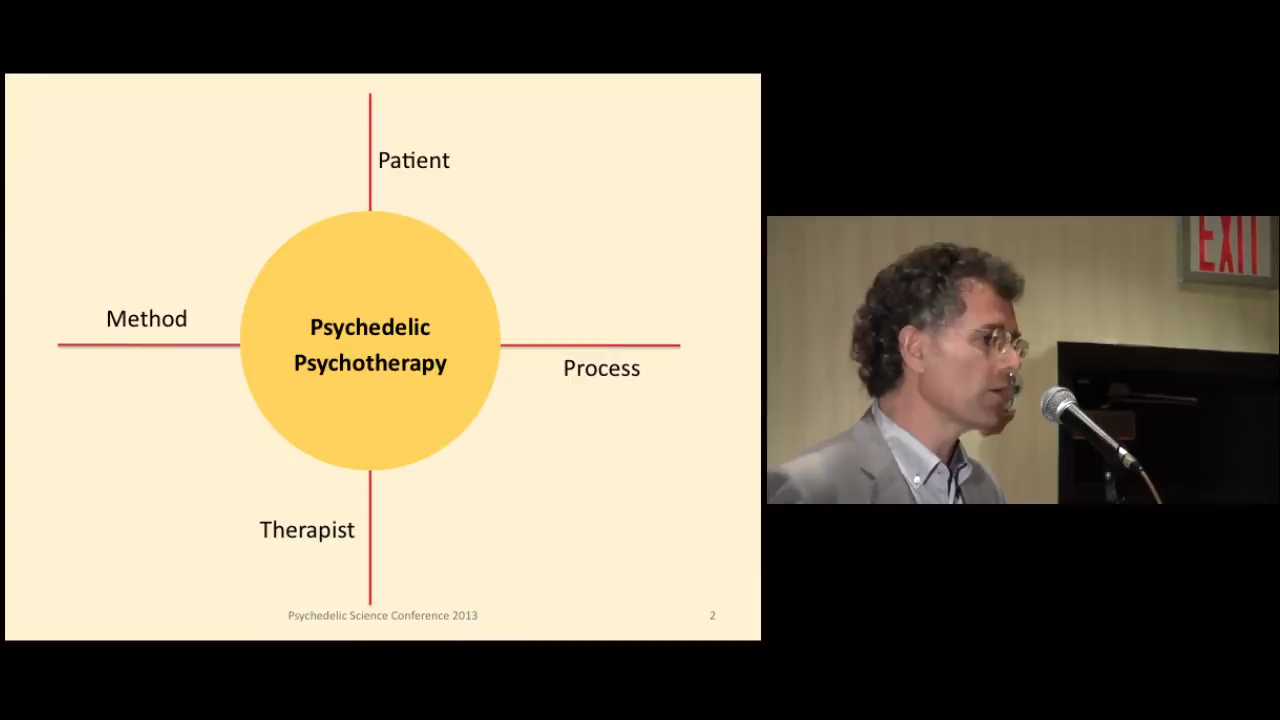 Patient
Method
Psychedelic
Psychotherapy
Process
Therapist
Psychedelic Science Conference 2013
2
EXIT